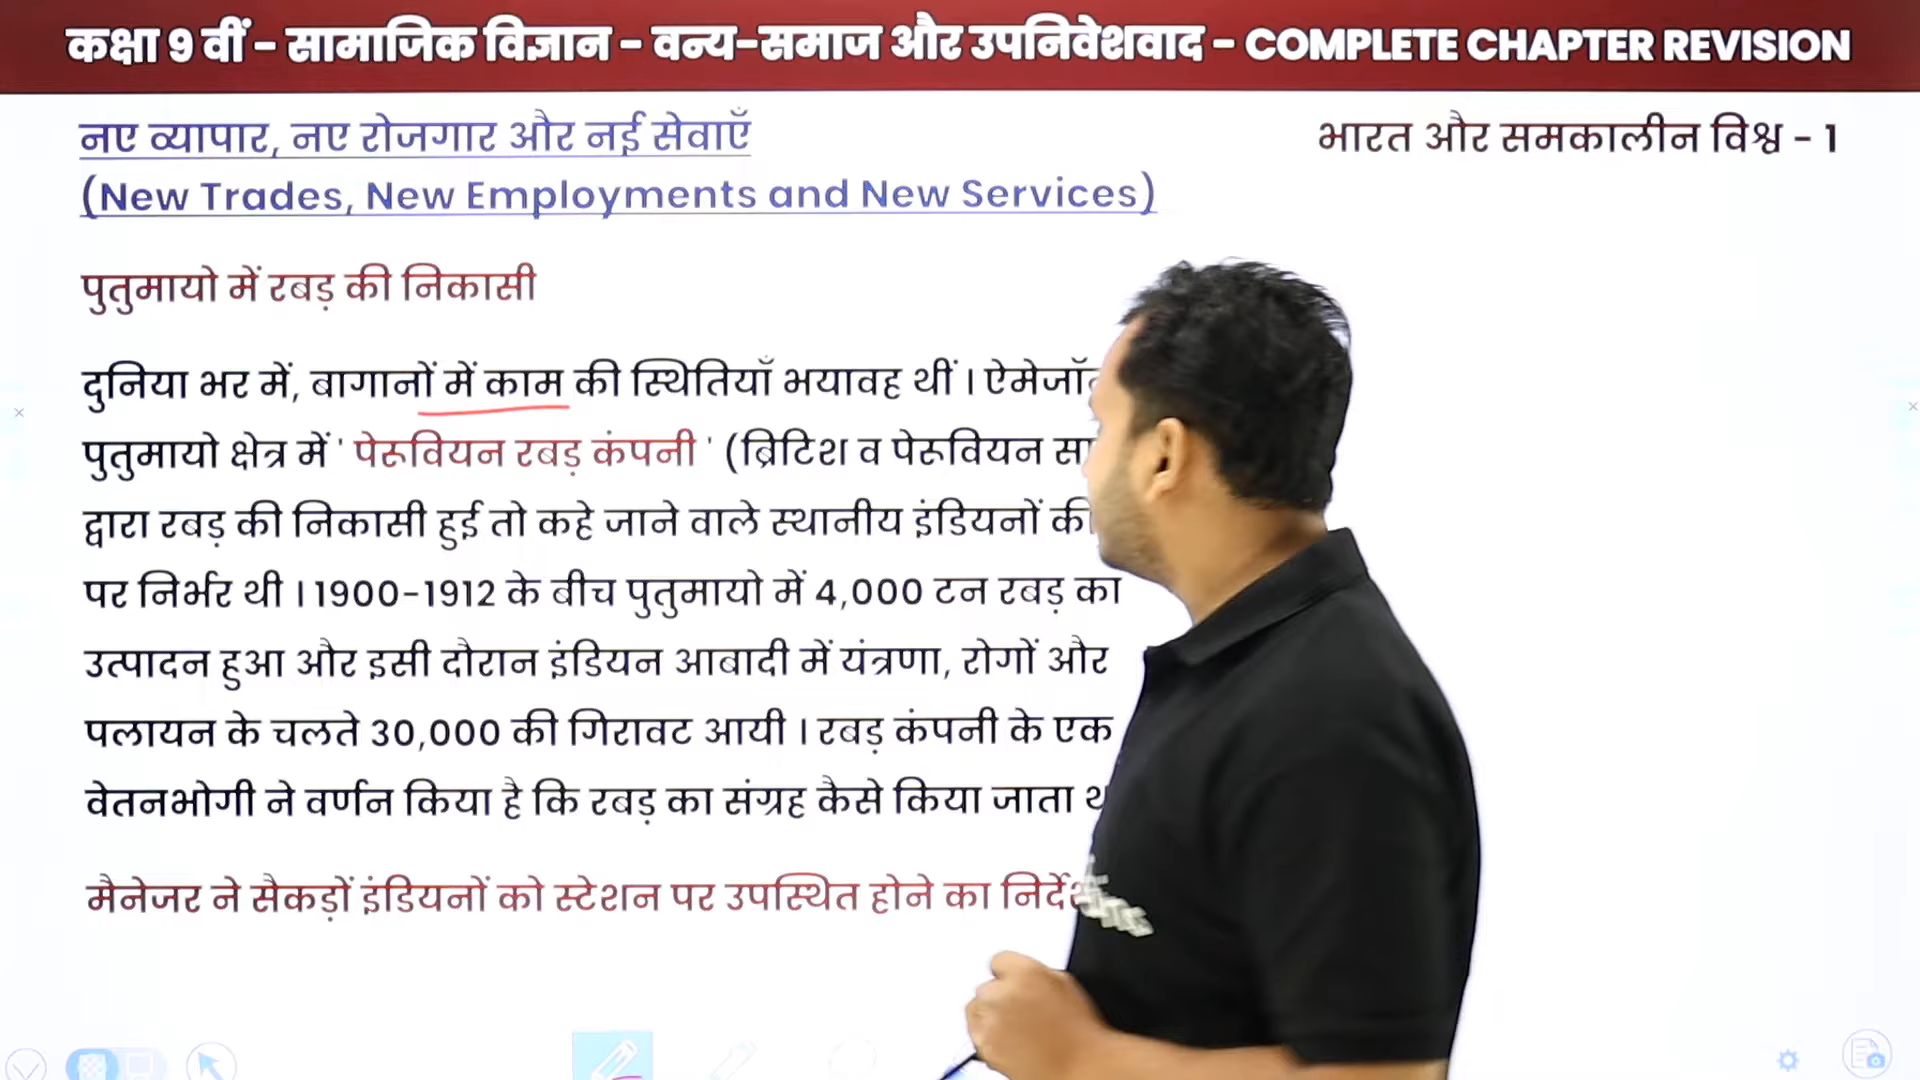 कक्षा 9 वीं - सामाजिक विज्ञान - वन्य-समाज और उपनिवेशवाद - COMPLETE CHAPTER REVISION
नए व्यापार, नए रोजगार और नई सेवाएँ
भारत और समकालीन विश्व - 1
(New Trades, New Employments and New Services)
पुतुमायो में रबड़ की निकासी
दुनिया भर में, बागानों में काम की स्थितियाँ भयावह थीं । ऐमेजॉ
पुतुमायो क्षेत्र में ' पेरूवियन रबड़ कंपनी ' (ब्रिटिश व पेरूवियन
द्वारा रबड़ की निकासी हुई तो कहे जाने वाले स्थानीय इंडियनों की
पर निर्भर थी । 1900-1912 के बीच पुतुमायो में 4,000 टन रबड़ का
उत्पादन हुआ और इसी दौरान इंडियन आबादी में यंत्रणा, रोगों और
पलायन के चलते 30,000 की गिरावट आयी । रबड़ कंपनी के एक
वेतनभोगी ने वर्णन किया है कि रबड़ का संग्रह कैसे किया जाता
मैनेजर ने सैकड़ों इंडियनों को स्टेशन पर उपस्थित होने का